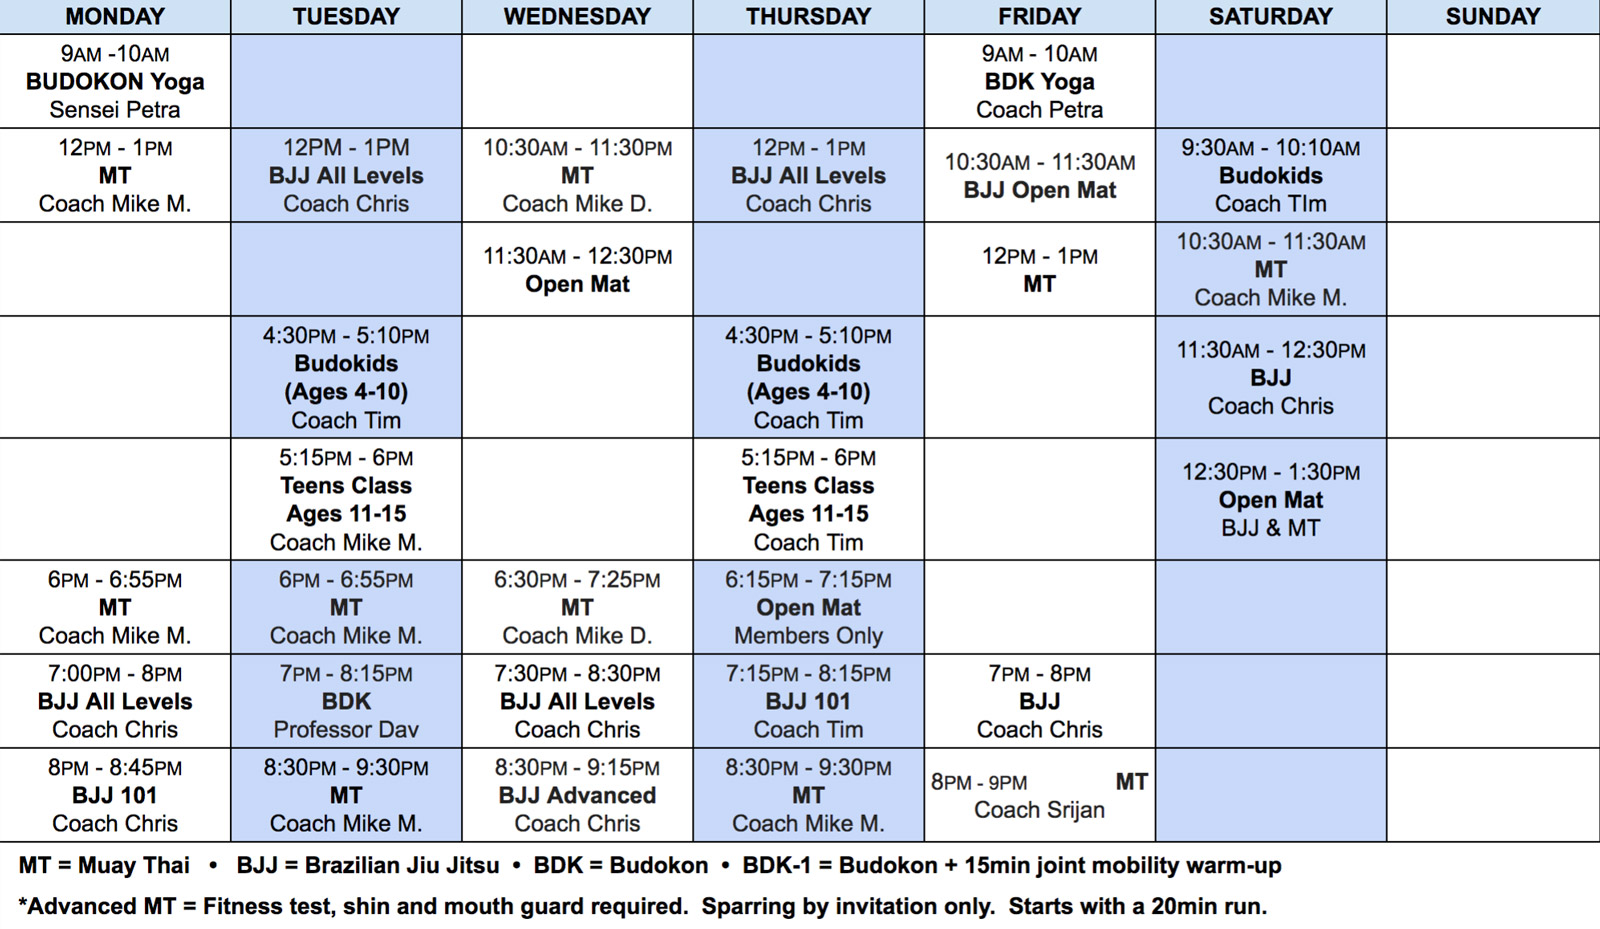 MONDAY TUESDAY WEDNESDAY THURSDAY FRIDAY SATURDAY SUNDAY
9AM -10AM
BUDOKON Yoga
Sensei Petra
9AM - 10AM
BDK Yoga
Coach Petra
12PM - 1PM
MT
Coach Mike M.
12PM - 1PM
BJJ All Levels
Coach Chris
10:30AM - 11:30PM
MT
Coach Mike D.
12PM - 1PM
BJJ All Levels
Coach Chris
10:30AM - 11:30AM
BJJ Open Mat
9:30AM - 10:10AM
Budokids
Coach TIm
11:30AM - 12:30PM
Open Mat
12PM - 1PM
MT
10:30AM - 11:30AM
MT
Coach Mike M.
4:30PM - 5:10PM
Budokids
(Ages 4-10)
Coach Tim
4:30PM - 5:10PM
Budokids
(Ages 4-10)
Coach Tim
11:30AM - 12:30PM
BJJ
Coach Chris
5:15PM - 6PM
Teens Class
Ages 11-15
Coach Mike M.
5:15PM - 6PM
Teens Class
Ages 11-15
Coach Tim
12:30PM - 1:30PM
Open Mat
BJJ & MT
6PM - 6:55PM
MT
Coach Mike M.
6PM - 6:55PM
MT
Coach Mike M.
6:30PM - 7:25PM
MT
Coach Mike D.
6:15PM - 7:15PM
Open Mat
Members Only
7:00PM - 8PM
BJJ All Levels
Coach Chris
7PM - 8:15PM
BDK
Professor Dav
7:30PM - 8:30PM
BJJ All Levels
Coach Chris
7:15PM - 8:15PM
BJJ 101
Coach Tim
7PM - 8PM
BJJ
Coach Chris
8PM - 8:45PM
BJJ 101
Coach Chris
8:30PM - 9:30PM
MT
Coach Mike M.
8:30PM - 9:15PM
BJJ Advanced
Coach Chris
8:30PM - 9:30PM
MT
Coach Mike M.
8PM - 9PM MT
Coach Srijan
MT = Muay Thai • BJJ = Brazilian Jiu Jitsu • BDK = Budokon • BDK-1 = Budokon + 15min joint mobility warm-up
*Advanced MT = Fitness test, shin and mouth guard required. Sparring by invitation only. Starts with a 20min run.